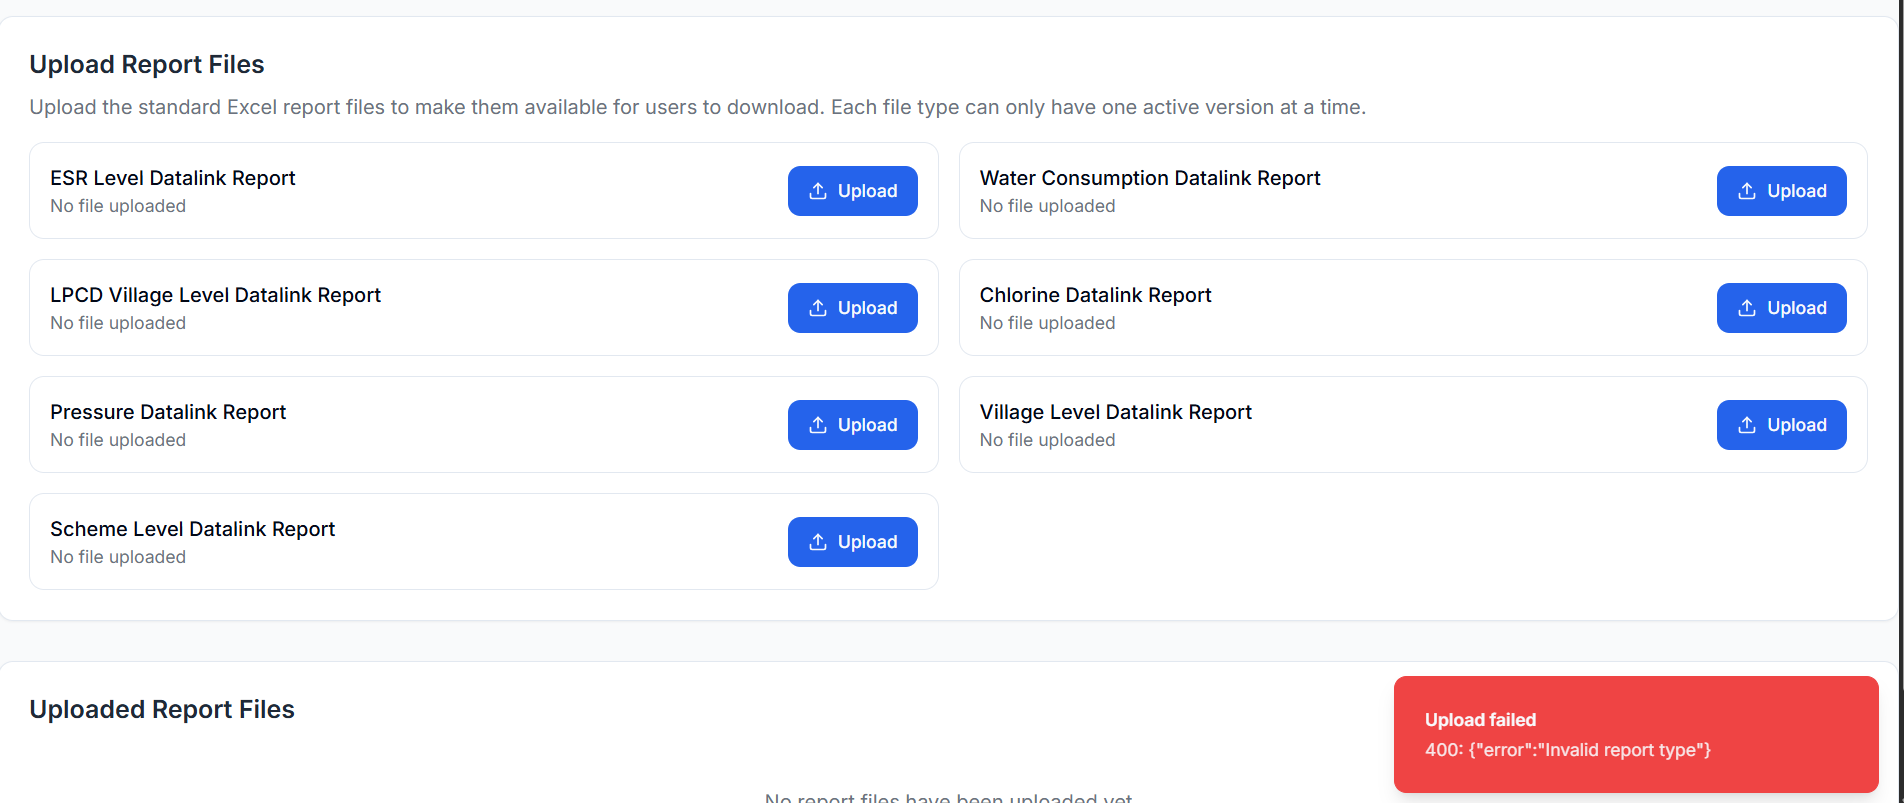 Upload Report Files
Upload the standard Excel report files to make them available for users to download. Each file type can only have one active version at a time.
ESR Level Datalink Report
No file uploaded
Upload
Water Consumption Datalink Report
No file uploaded
Upload
LPCD Village Level Datalink Report
No file uploaded
Upload
Chlorine Datalink Report
No file uploaded
Upload
Pressure Datalink Report
No file uploaded
Upload
Village Level Datalink Report
No file uploaded
Upload
Scheme Level Datalink Report
No file uploaded
Upload
Uploaded Report Files
Upload failed
400: {"error":"Invalid report type"}
No report files have been uploaded yet